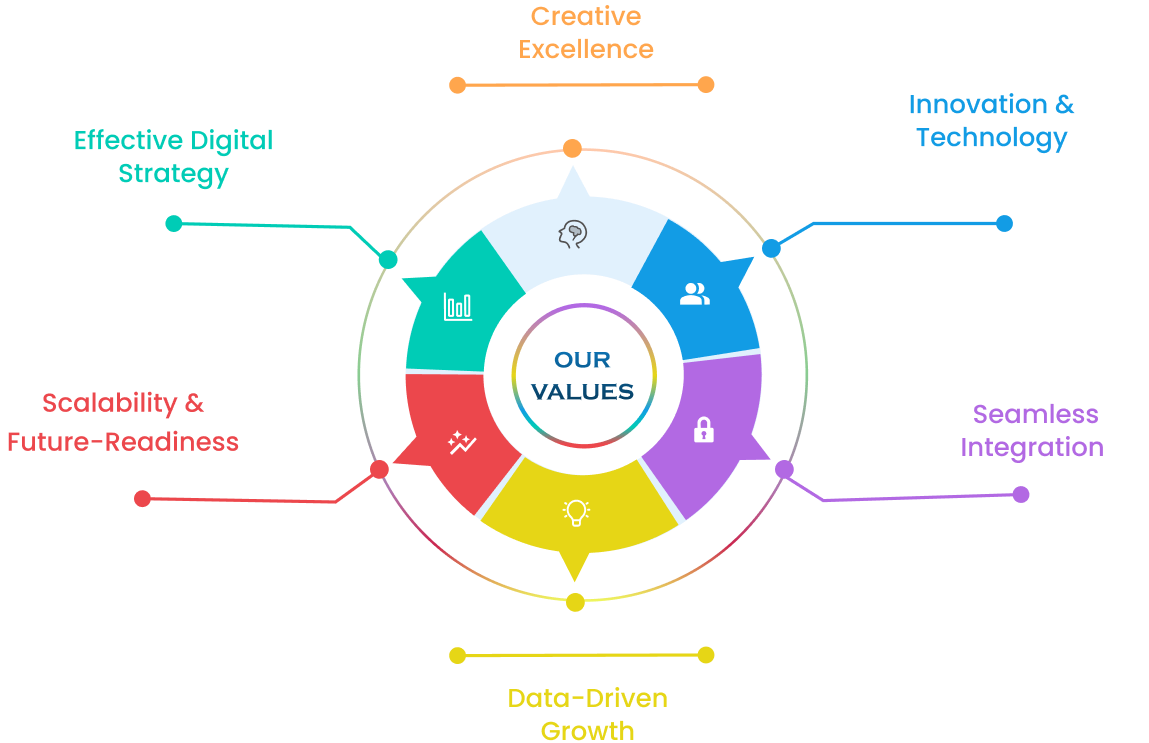 Creative
Excellence
Innovation &
Technology
Effective Digital
Strategy
OUR
VALUES
Scalability &
Future-Readiness
Seamless
Integration
Data-Driven
Growth